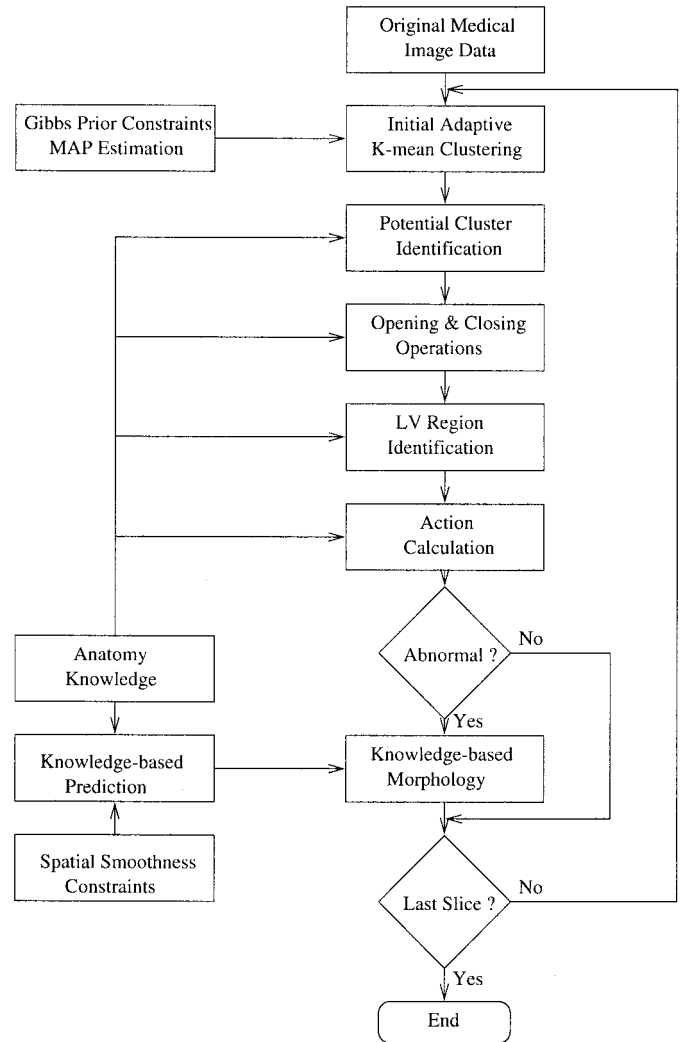 Original Medical
Image Data
Gibbs Prior Constraints
MAP Estimation
Initial Adaptive
K-mean Clustering
Potential Cluster
Identification
Opening & Closing
Operations
LV Region
Identification
Action
Calculation
Abnormal ?
No
Yes
Anatomy
Knowledge
Knowledge-based
Prediction
Knowledge-based
Morphology
Spatial Smoothness
Constraints
Last Slice ?
No
Yes
End